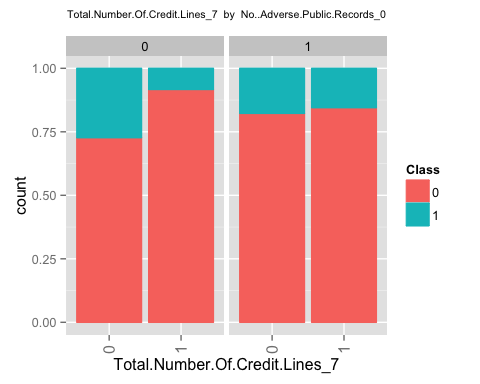 Total.Number.Of.Credit.Lines_7 by No..Adverse.Public.Records_0
0 1
1.00
0.75
0.50
0.25
0.00
count
0 1 0 1
Total.Number.Of.Credit.Lines_7
Class
0
1